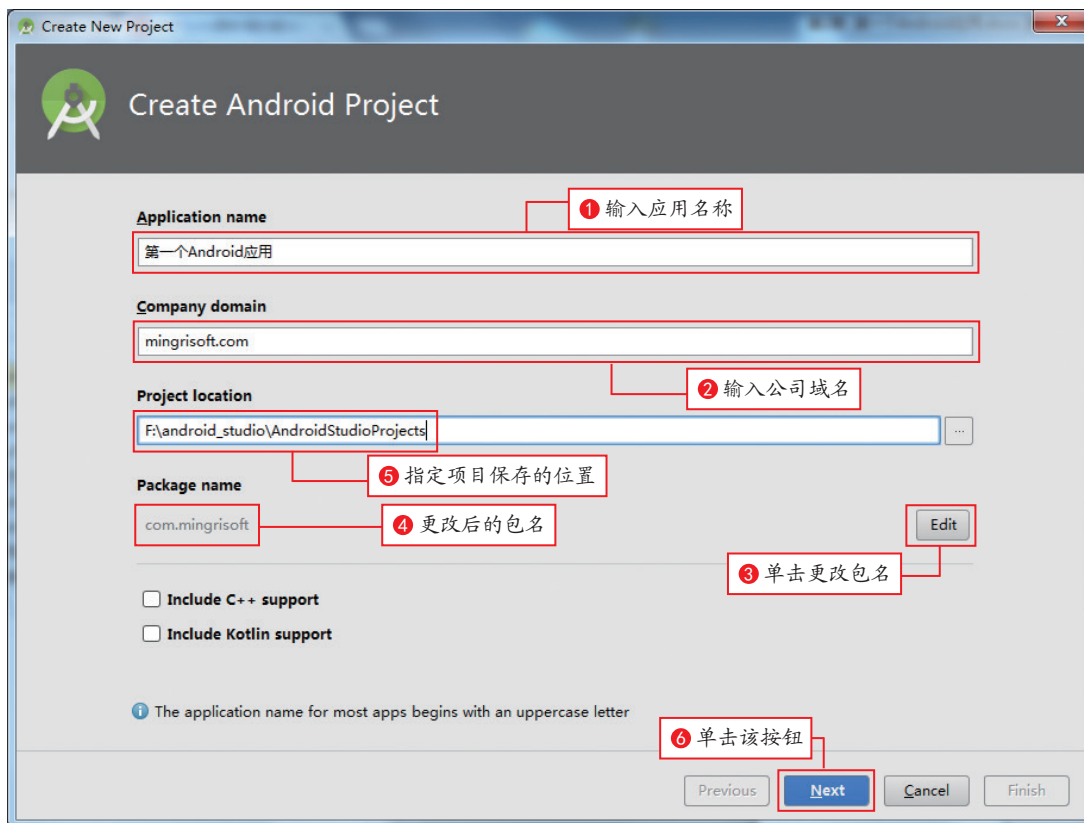 Create New Project
Create Android Project
❶ 输入应用名称
Application name
第一个Android应用
Company domain
mingrisoft.com
❷ 输入公司域名
Project location
F:\android_studio\AndroidStudioProjects
...
❺ 指定项目保存的位置
Package name
com.mingrisoft
❹ 更改后的包名
Edit
❸ 单击更改包名
Include C++ support
Include Kotlin support
The application name for most apps begins with an uppercase letter
❻ 单击该按钮
Previous
Next
Cancel
Finish